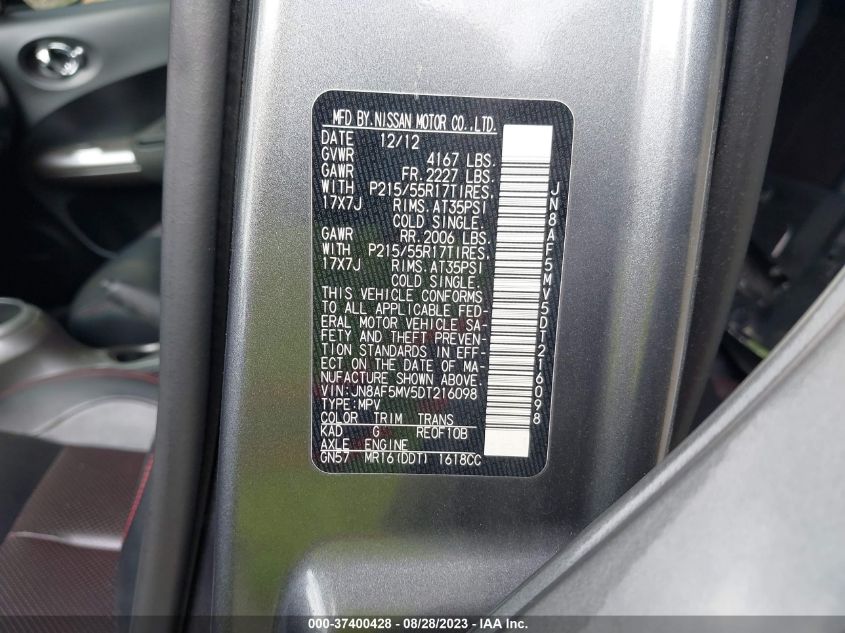 MFD BY.NISSAN MOTOR CO.,LTD.
DATE 12/12
GVWR 4167 LBS.
GAWR FR.2227 LBS.
WITH P215/55R17TIRES,
17X7J RIMS.AT35PSI
COLD SINGLE.
GAWR RR.2006 LBS.
WITH P215/55R17TIRES,
17X7J RIMS.AT35PSI
COLD SINGLE.
THIS VEHICLE CONFORMS
TO ALL APPLICABLE FED-
ERAL MOTOR VEHICLE SA-
FETY AND THEFT PREVEN-
TION STANDARDS IN EFF-
ECT ON THE DATE OF MA-
NUFACTURE SHOWN ABOVE.
VIN:JN8AF5MV5DT216098
TYPE:MPV
COLOR TRIM TRANS
KAD G RE0F10B
AXLE ENGINE
GN57 MR16(DDT) 1618CC
JN8AF5MV5DT216098
000-37400428 - 08/28/2023 - IAA Inc.